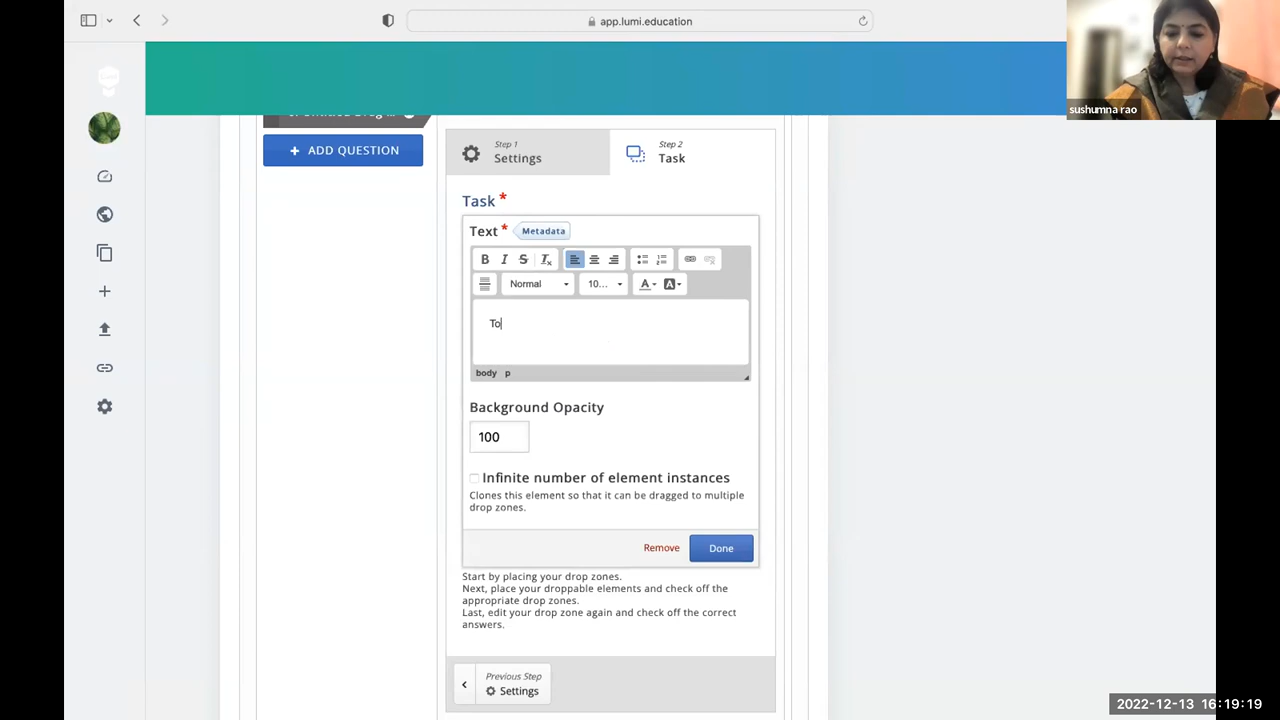 app.lumi.education
sushumna rao
+ ADD QUESTION
Step 1
Settings
Step 2
Task
Task *
Text * Metadata
B I S Tx
Normal 10... A A
To
body p
Background Opacity
100
Infinite number of element instances
Clones this element so that it can be dragged to multiple
drop zones.
Remove Done
Start by placing your drop zones.
Next, place your droppable elements and check off the
appropriate drop zones.
Last, edit your drop zone again and check off the correct
answers.
Previous Step
Settings
2022-12-13 16:19:19